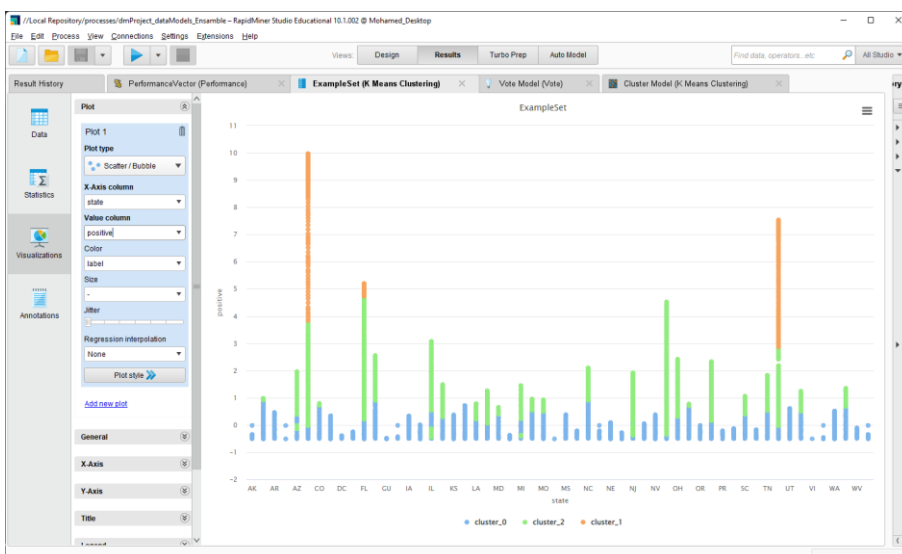 //Local Repository/processes/dmProject_dataModels_Ensamble – RapidMiner Studio Educational 10.1.002 @ Mohamed_Desktop
File Edit Process View Connections Settings Extensions Help
Views: Design Results Turbo Prep Auto Model Find data, operators...etc All Studio
Result History PerformanceVector (Performance) ExampleSet (K Means Clustering) Vote Model (Vote) Cluster Model (K Means Clustering)
Data
Statistics
Visualizations
Annotations
Plot
Plot 1
Plot type
Scatter / Bubble
X-Axis column
state
Value column
positive
Color
label
Size
-
Jitter
Regression interpolation
None
Plot style
Add new plot
General
X-Axis
Y-Axis
Title
ExampleSet
11
10
9
8
7
6
5
4
3
2
1
0
-1
-2
positive
AK AR AZ CO DC FL GU IA IL KS LA MD MI MO MS NC NE NJ NV OH OR PR SC TN UT VI WA WV
state
cluster_0 cluster_2 cluster_1